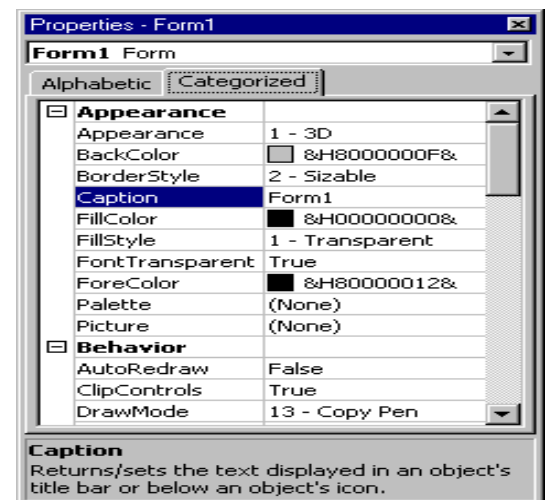 Properties - Form1
Form1 Form
Alphabetic Categorized
Appearance
Appearance 1 - 3D
BackColor &H8000000F&
BorderStyle 2 - Sizable
Caption Form1
FillColor &H00000000&
FillStyle 1 - Transparent
FontTransparent True
ForeColor &H80000012&
Palette (None)
Picture (None)
Behavior
AutoRedraw False
ClipControls True
DrawMode 13 - Copy Pen
Caption
Returns/sets the text displayed in an object's
title bar or below an object's icon.